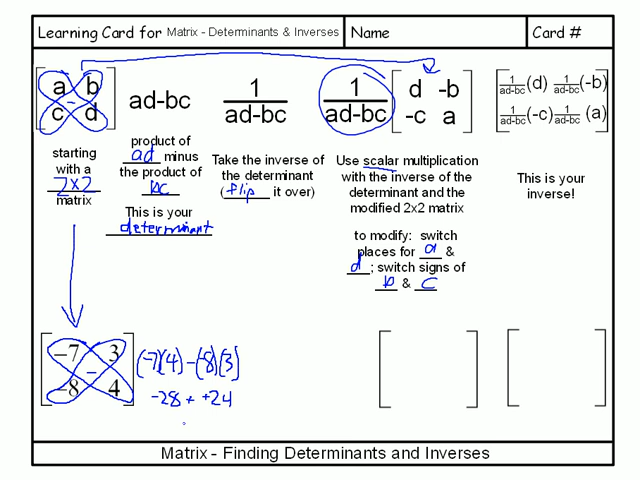 Learning Card for Matrix - Determinants & Inverses Name Card #
a b
c - d
ad-bc
1
ad-bc
1
ad-bc
d -b
-c a
1/ad-bc (d) 1/ad-bc (-b)
1/ad-bc (-c) 1/ad-bc (a)
starting
with a
2x2
matrix
product of
ad minus
the product of
bc
This is your
determinant
Take the inverse of
the determinant
(flip it over)
Use scalar multiplication
with the inverse of the
determinant and the
modified 2x2 matrix
to modify: switch
places for a &
d; switch signs of
b & c
This is your
inverse!
-7 3
-
-8 4
(-7)(4) - (-8)(3)
-28 + +24
Matrix - Finding Determinants and Inverses